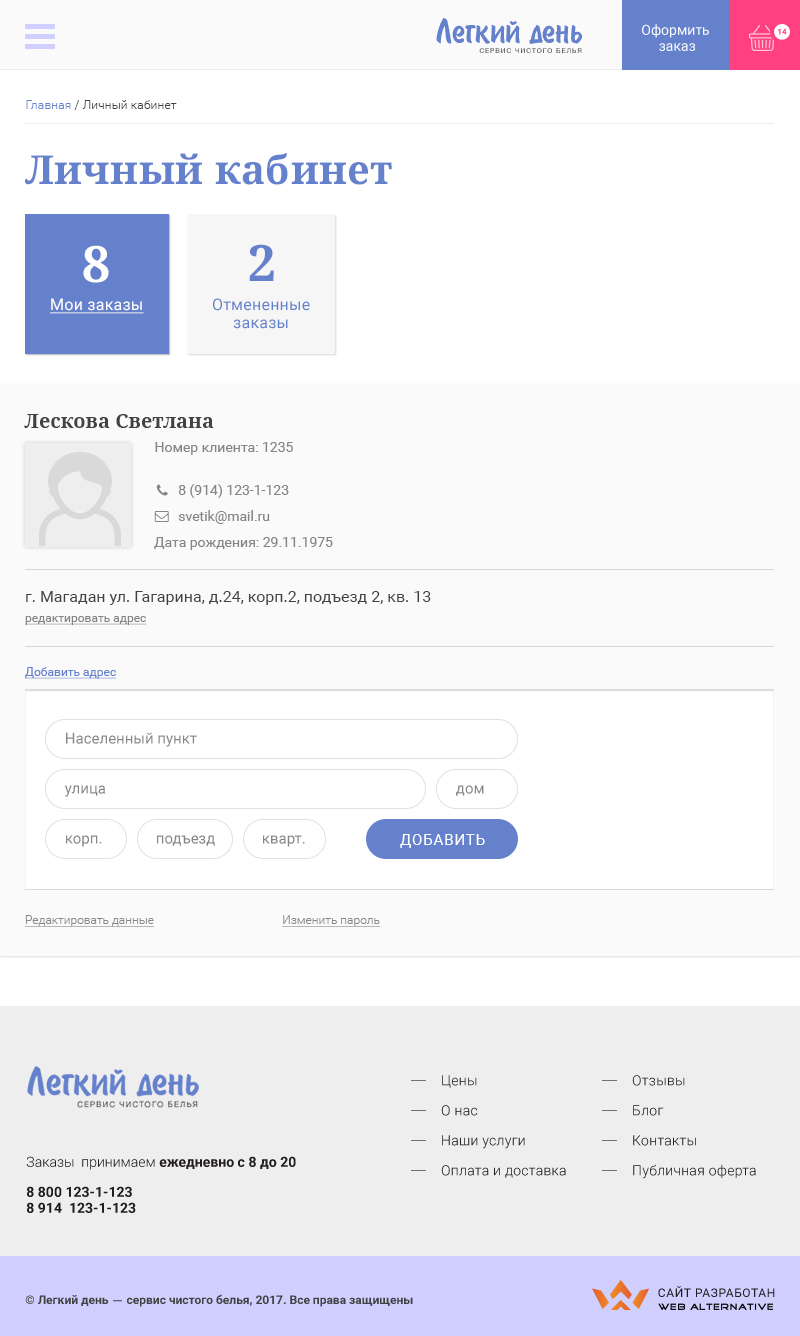 Легкий день
СЕРВИС ЧИСТОГО БЕЛЬЯ
Оформить
заказ
14
Главная / Личный кабинет
Личный кабинет
8
Мои заказы
2
Отмененные
заказы
Лескова Светлана
Номер клиента: 1235
8 (914) 123-1-123
svetik@mail.ru
Дата рождения: 29.11.1975
г. Магадан ул. Гагарина, д.24, корп.2, подъезд 2, кв. 13
редактировать адрес
Добавить адрес
Населенный пункт
улица
дом
корп.
подъезд
кварт.
ДОБАВИТЬ
Редактировать данные
Изменить пароль
Легкий день
СЕРВИС ЧИСТОГО БЕЛЬЯ
Заказы принимаем ежедневно с 8 до 20
8 800 123-1-123
8 914 123-1-123
— Цены
— О нас
— Наши услуги
— Оплата и доставка
— Отзывы
— Блог
— Контакты
— Публичная оферта
© Легкий день — сервис чистого белья, 2017. Все права защищены
САЙТ РАЗРАБОТАН
WEB ALTERNATIVE